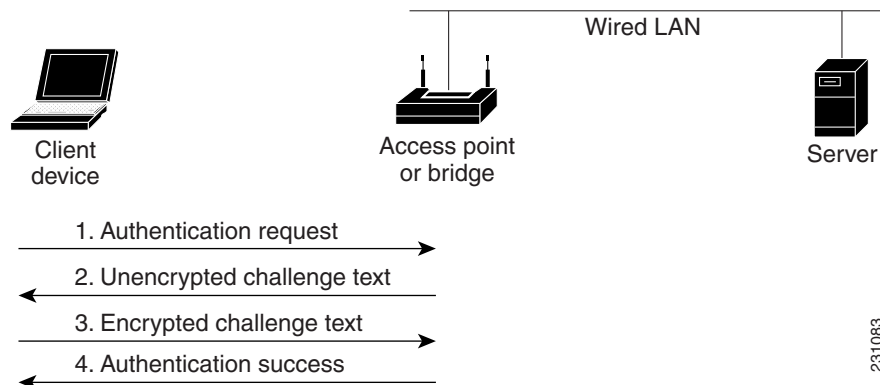 Wired LAN
Client
device
Access point
or bridge
Server
1. Authentication request
2. Unencrypted challenge text
3. Encrypted challenge text
4. Authentication success
231083